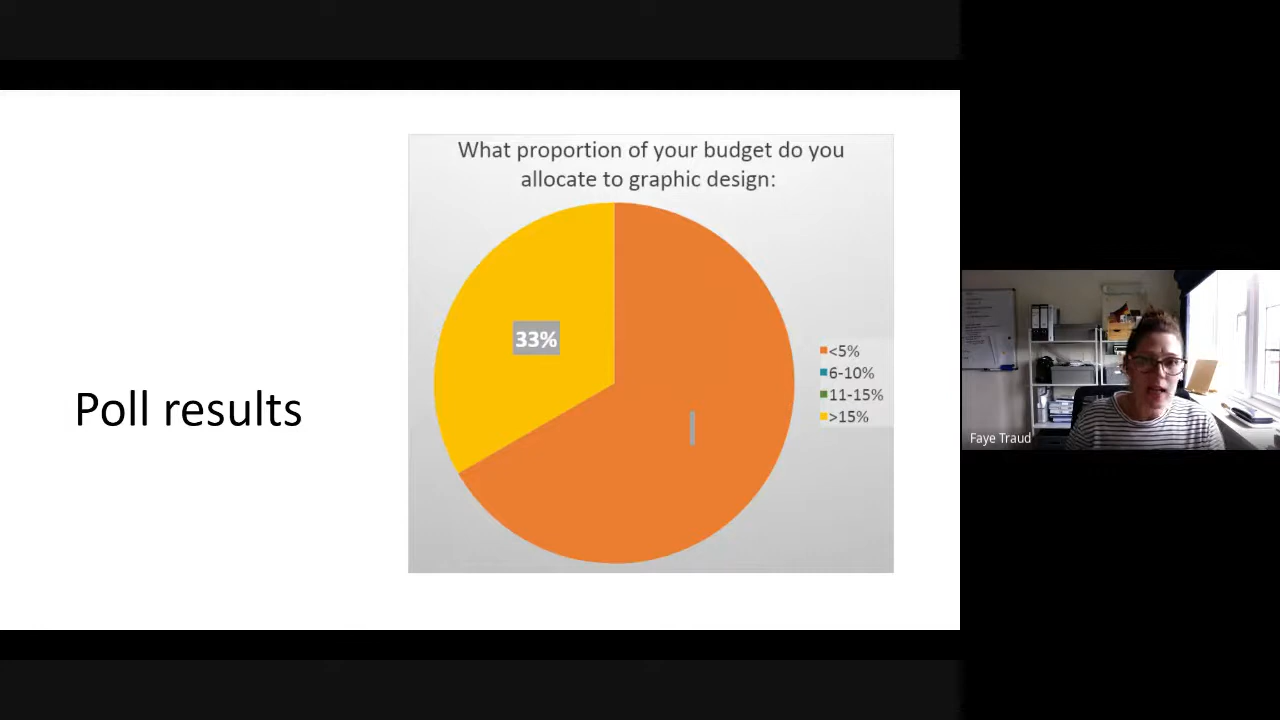 What proportion of your budget do you
allocate to graphic design:
33%
<5%
6-10%
11-15%
>15%
Poll results
Faye Traud